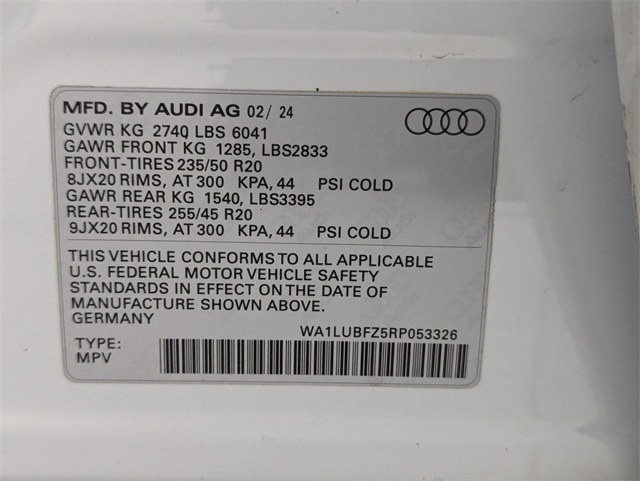 MFD. BY AUDI AG 02/ 24
GVWR KG 2740 LBS 6041
GAWR FRONT KG 1285, LBS2833
FRONT-TIRES 235/50 R20
8JX20 RIMS, AT 300 KPA, 44 PSI COLD
GAWR REAR KG 1540, LBS3395
REAR-TIRES 255/45 R20
9JX20 RIMS, AT 300 KPA, 44 PSI COLD
THIS VEHICLE CONFORMS TO ALL APPLICABLE
U.S. FEDERAL MOTOR VEHICLE SAFETY
STANDARDS IN EFFECT ON THE DATE OF
MANUFACTURE SHOWN ABOVE.
GERMANY
WA1LUBFZ5RP053326
TYPE:
MPV